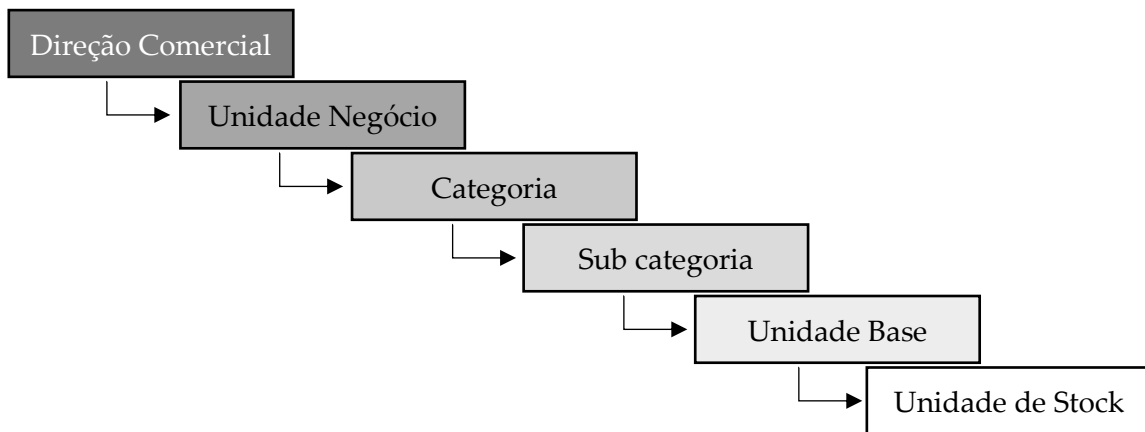 Direção Comercial
Unidade Negócio
Categoria
Sub categoria
Unidade Base
Unidade de Stock